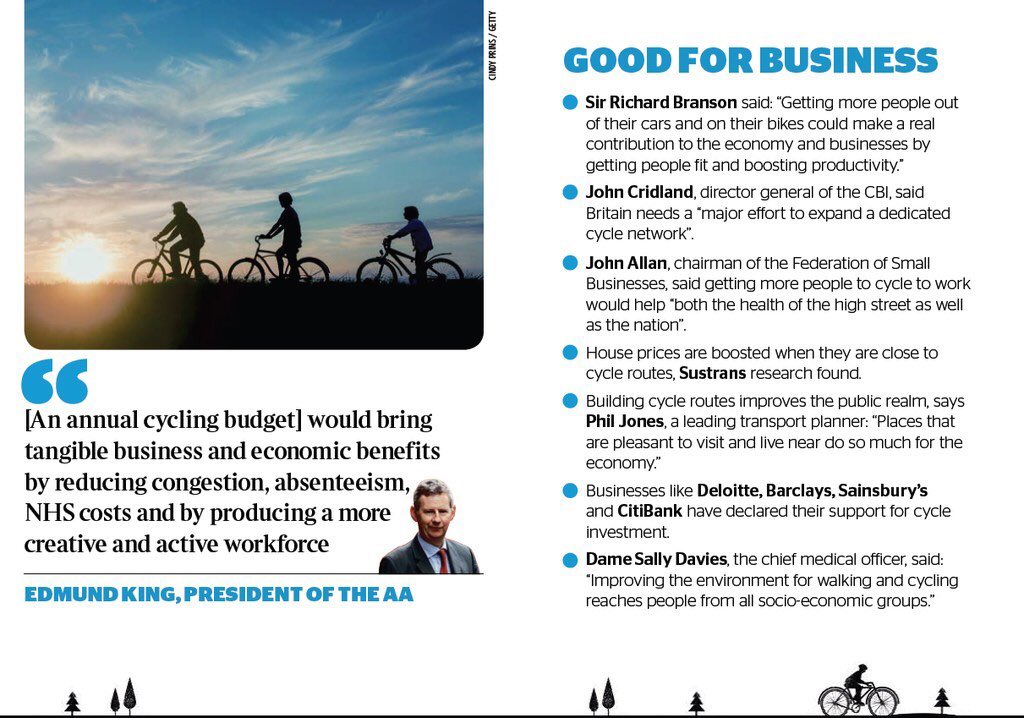 CINDY PRINS / GETTY
“
[An annual cycling budget] would bring
tangible business and economic benefits
by reducing congestion, absenteeism,
NHS costs and by producing a more
creative and active workforce
EDMUND KING, PRESIDENT OF THE AA
GOOD FOR BUSINESS
● Sir Richard Branson said: “Getting more people out
of their cars and on their bikes could make a real
contribution to the economy and businesses by
getting people fit and boosting productivity.”
● John Cridland, director general of the CBI, said
Britain needs a “major effort to expand a dedicated
cycle network”.
● John Allan, chairman of the Federation of Small
Businesses, said getting more people to cycle to work
would help “both the health of the high street as well
as the nation”.
● House prices are boosted when they are close to
cycle routes, Sustrans research found.
● Building cycle routes improves the public realm, says
Phil Jones, a leading transport planner: “Places that
are pleasant to visit and live near do so much for the
economy.”
● Businesses like Deloitte, Barclays, Sainsbury’s
and CitiBank have declared their support for cycle
investment.
● Dame Sally Davies, the chief medical officer, said:
“Improving the environment for walking and cycling
reaches people from all socio-economic groups.”